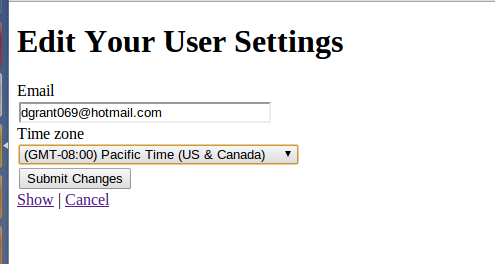 Edit Your User Settings
Email
dgrant069@hotmail.com
Time zone
(GMT-08:00) Pacific Time (US & Canada)
Submit Changes
Show | Cancel